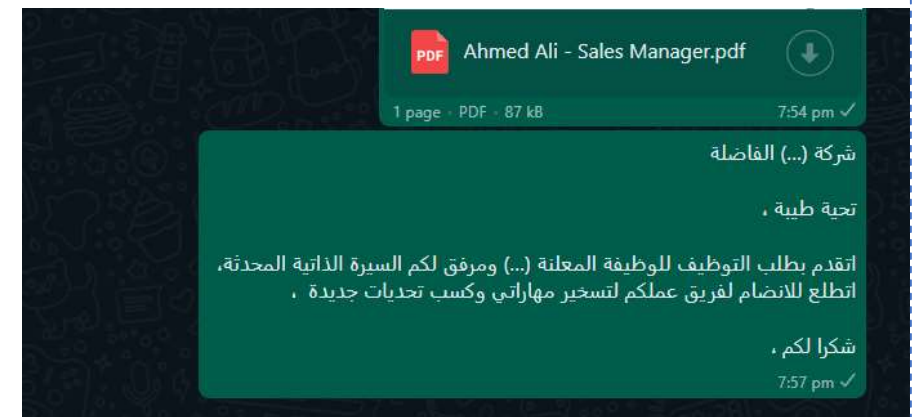 PDF
Ahmed Ali - Sales Manager.pdf
1 page · PDF · 87 kB
7:54 pm
شركة (...) الفاضلة
تحية طيبة ،
اتقدم بطلب التوظيف للوظيفة المعلنة (...) ومرفق لكم السيرة الذاتية المحدثة،
اتطلع للانضمام لفريق عملكم لتسخير مهاراتي وكسب تحديات جديدة ،
شكرا لكم ،
7:57 pm